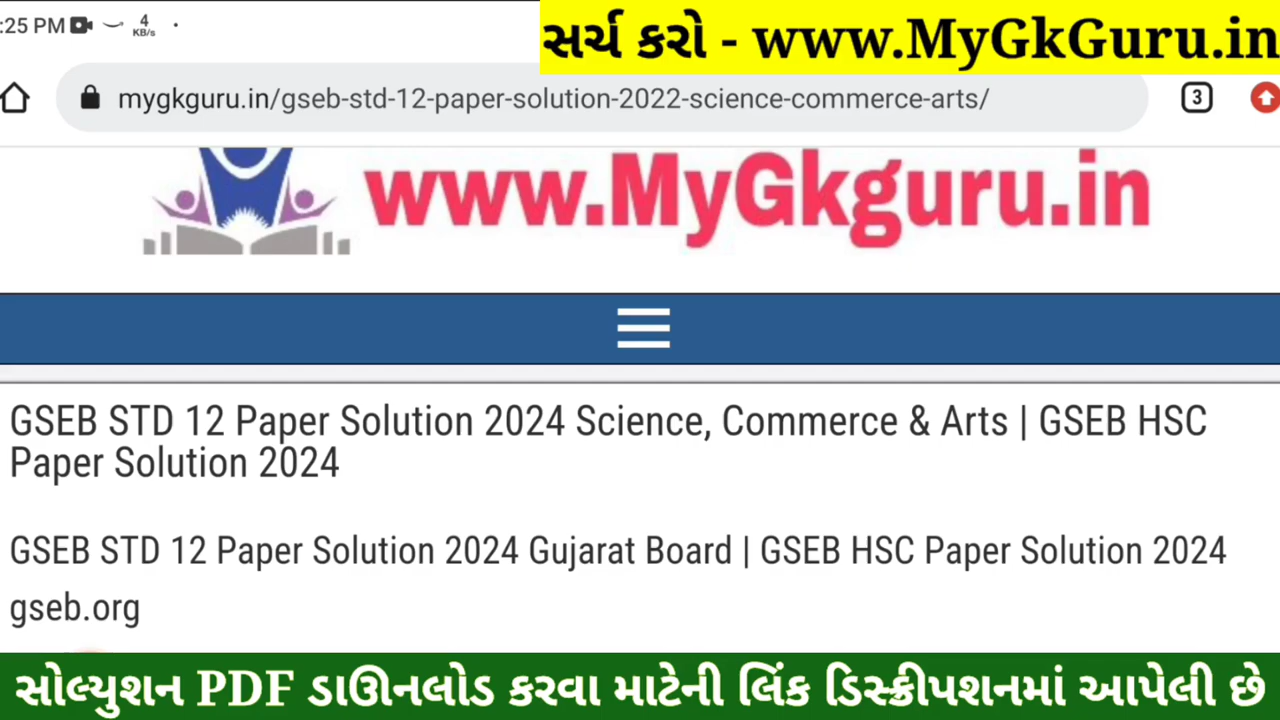 :25 PM 4 KB/s
સર્ચ કરો - www.MyGkGuru.in
mygkguru.in/gseb-std-12-paper-solution-2022-science-commerce-arts/
3
www.MyGkguru.in
GSEB STD 12 Paper Solution 2024 Science, Commerce & Arts | GSEB HSC
Paper Solution 2024
GSEB STD 12 Paper Solution 2024 Gujarat Board | GSEB HSC Paper Solution 2024
gseb.org
સોલ્યુશન PDF ડાઊનલોડ કરવા માટેની લિંક ડિસ્ક્રીપશનમાં આપેલી છે